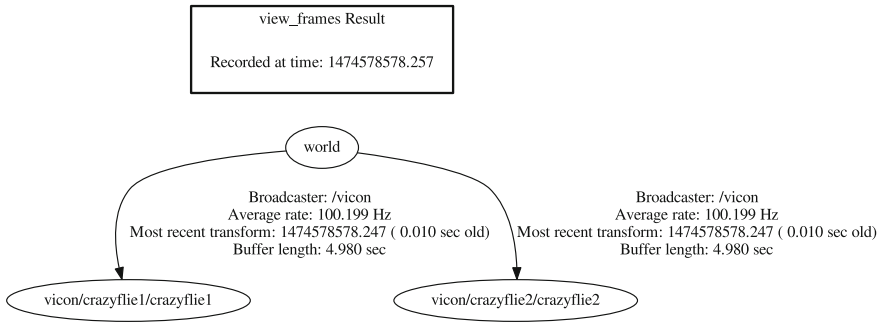 view_frames Result
Recorded at time: 1474578578.257
world
Broadcaster: /vicon
Average rate: 100.199 Hz
Most recent transform: 1474578578.247 ( 0.010 sec old)
Buffer length: 4.980 sec
Broadcaster: /vicon
Average rate: 100.199 Hz
Most recent transform: 1474578578.247 ( 0.010 sec old)
Buffer length: 4.980 sec
vicon/crazyflie1/crazyflie1
vicon/crazyflie2/crazyflie2